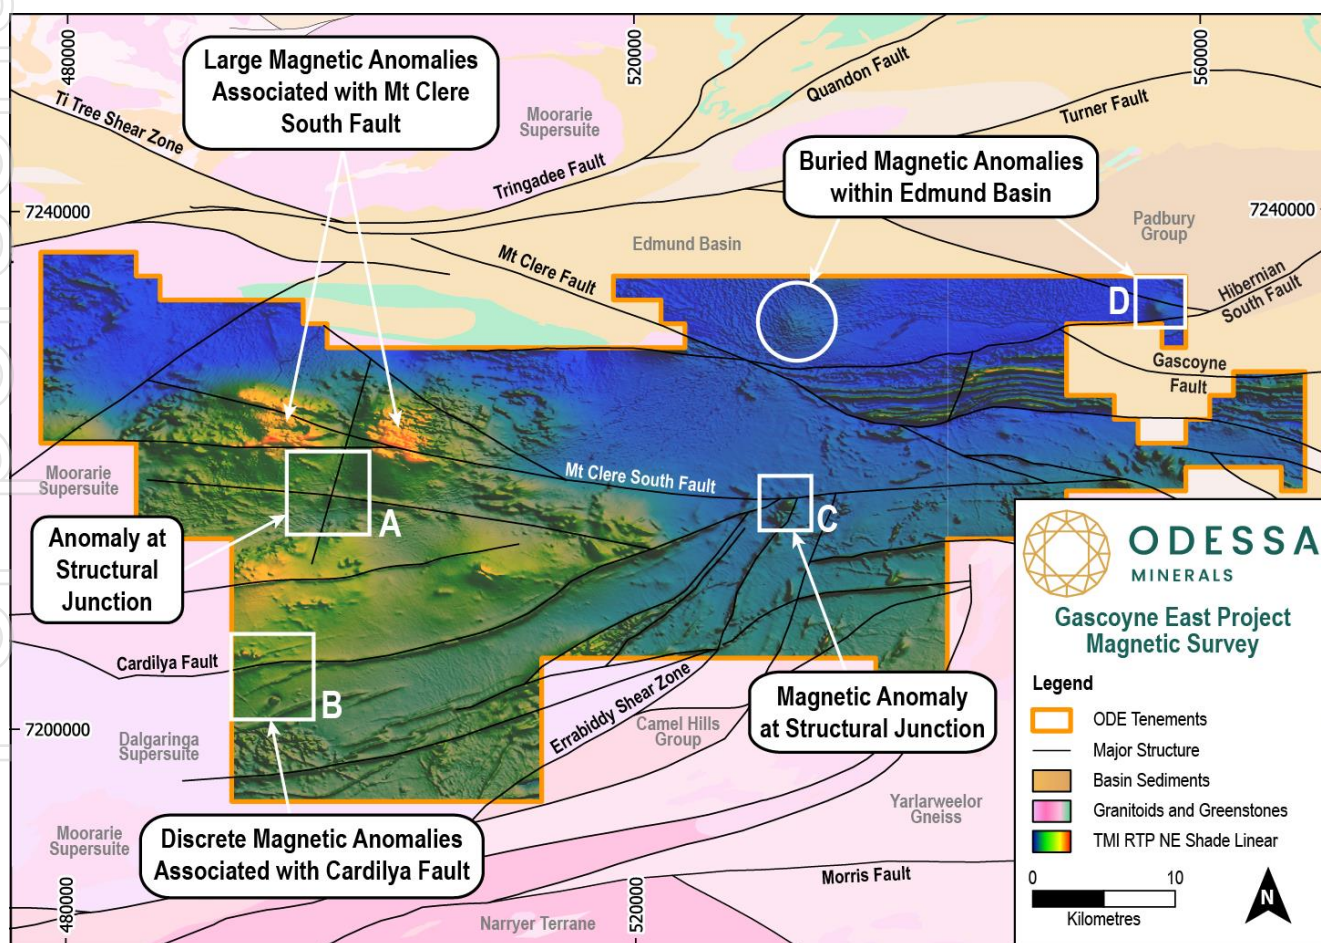 480000
520000
560000
Large Magnetic Anomalies
Associated with Mt Clere
South Fault
Ti Tree Shear Zone
Moorarie
Supersuite
Quandon Fault
Turner Fault
Tringadee Fault
Buried Magnetic Anomalies
within Edmund Basin
7240000
7240000
Padbury
Group
Edmund Basin
Mt Clere Fault
Hibernian
South Fault
D
Gascoyne
Fault
Moorarie
Supersuite
Mt Clere South Fault
A
C
Anomaly at
Structural
Junction
ODESSA
MINERALS
Gascoyne East Project
Magnetic Survey
Cardilya Fault
B
Errabiddy Shear Zone
Magnetic Anomaly
at Structural Junction
Camel Hills
Group
7200000
Dalgaringa
Supersuite
Legend
ODE Tenements
Major Structure
Basin Sediments
Granitoids and Greenstones
TMI RTP NE Shade Linear
Yarlarweelor
Gneiss
Moorarie
Supersuite
Discrete Magnetic Anomalies
Associated with Cardilya Fault
Morris Fault
0 10
Kilometres
N
480000
520000
Narryer Terrane